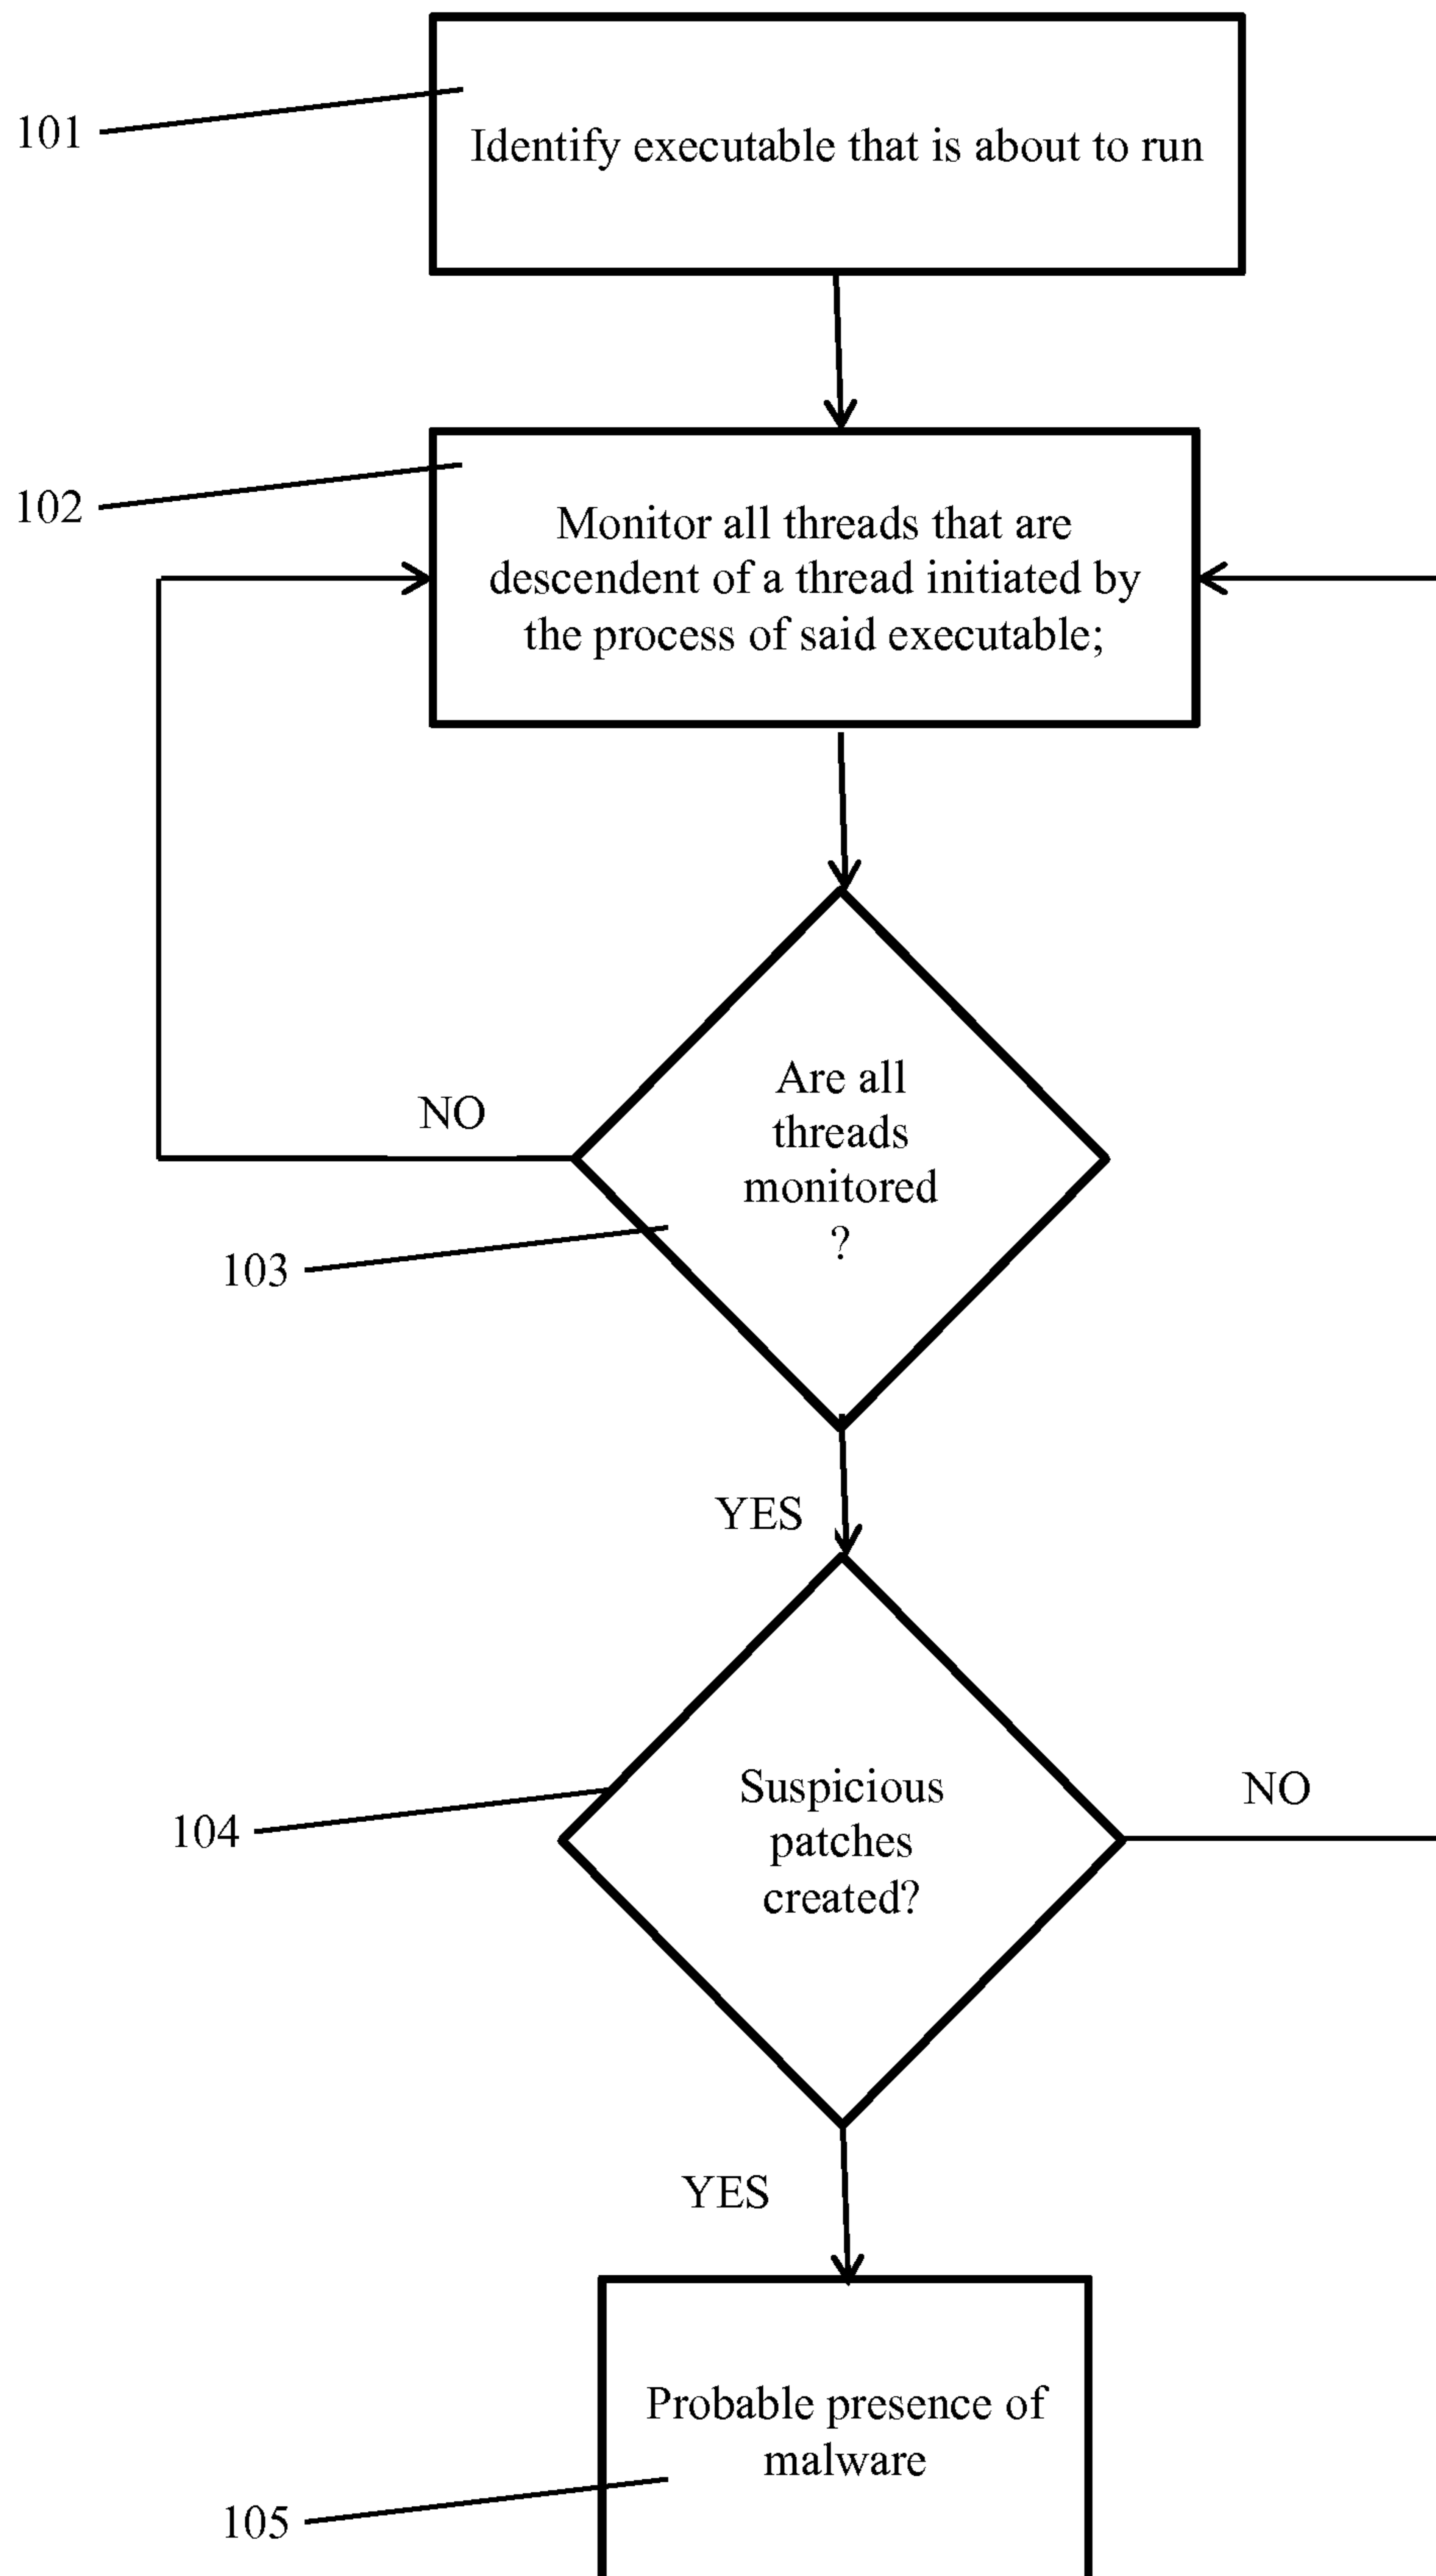 101
Identify executable that is about to run
102
Monitor all threads that are
descendent of a thread initiated by
the process of said executable;
Are all
threads
monitored
?
NO
103
YES
Suspicious
patches
created?
104
NO
YES
Probable presence of
malware
105